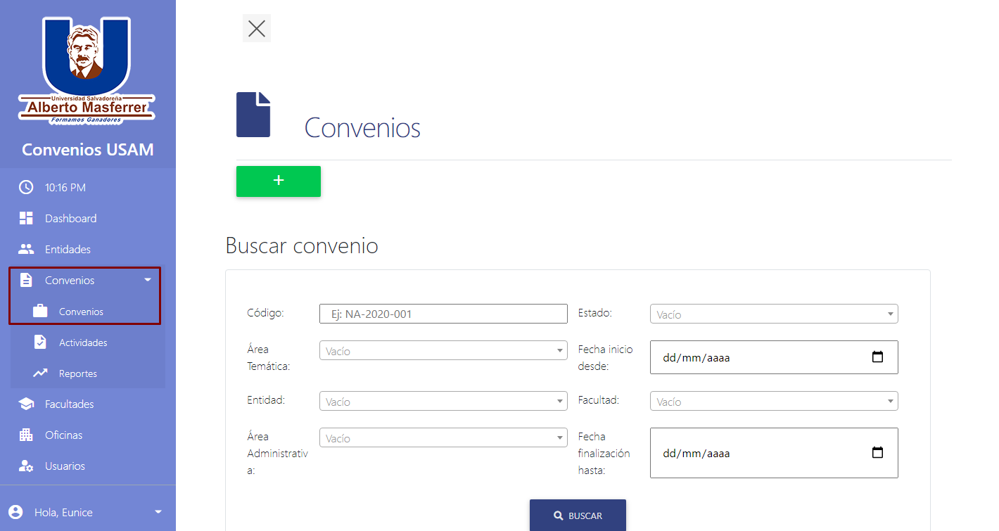 Universidad Salvadoreña
Alberto Masferrer
Formamos Ganadores
Convenios USAM
10:16 PM
Dashboard
Entidades
Convenios
Convenios
Actividades
Reportes
Facultades
Oficinas
Usuarios
Hola, Eunice
Convenios
+
Buscar convenio
Código:
Ej: NA-2020-001
Estado:
Vacío
Área
Temática:
Vacío
Fecha inicio
desde:
dd/mm/aaaa
Entidad:
Vacío
Facultad:
Vacío
Área
Administrativ
a:
Vacío
Fecha
finalización
hasta:
dd/mm/aaaa
BUSCAR